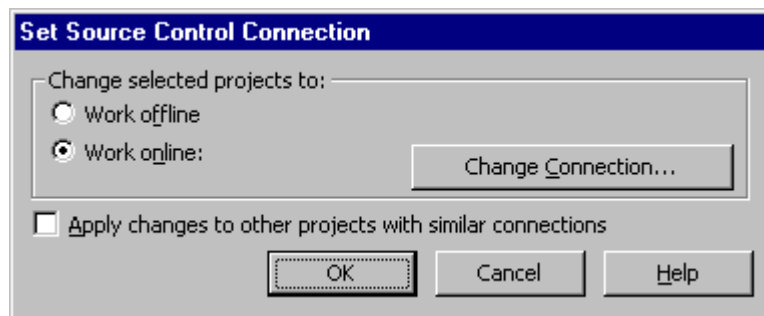 Set Source Control Connection
Change selected projects to:
Work offline
Work online:
Change Connection...
Apply changes to other projects with similar connections
OK
Cancel
Help